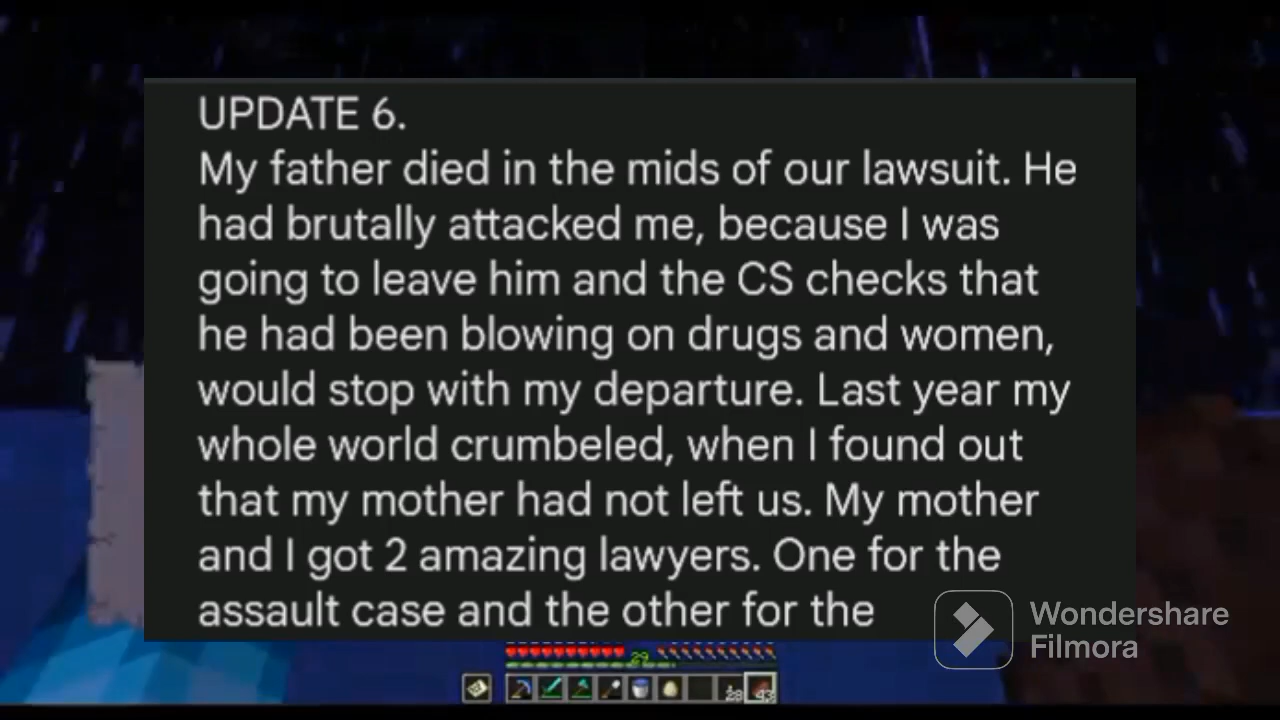 UPDATE 6.
My father died in the mids of our lawsuit. He
had brutally attacked me, because I was
going to leave him and the CS checks that
he had been blowing on drugs and women,
would stop with my departure. Last year my
whole world crumbeled, when I found out
that my mother had not left us. My mother
and I got 2 amazing lawyers. One for the
assault case and the other for the
Wondershare
Filmora
29
28
43